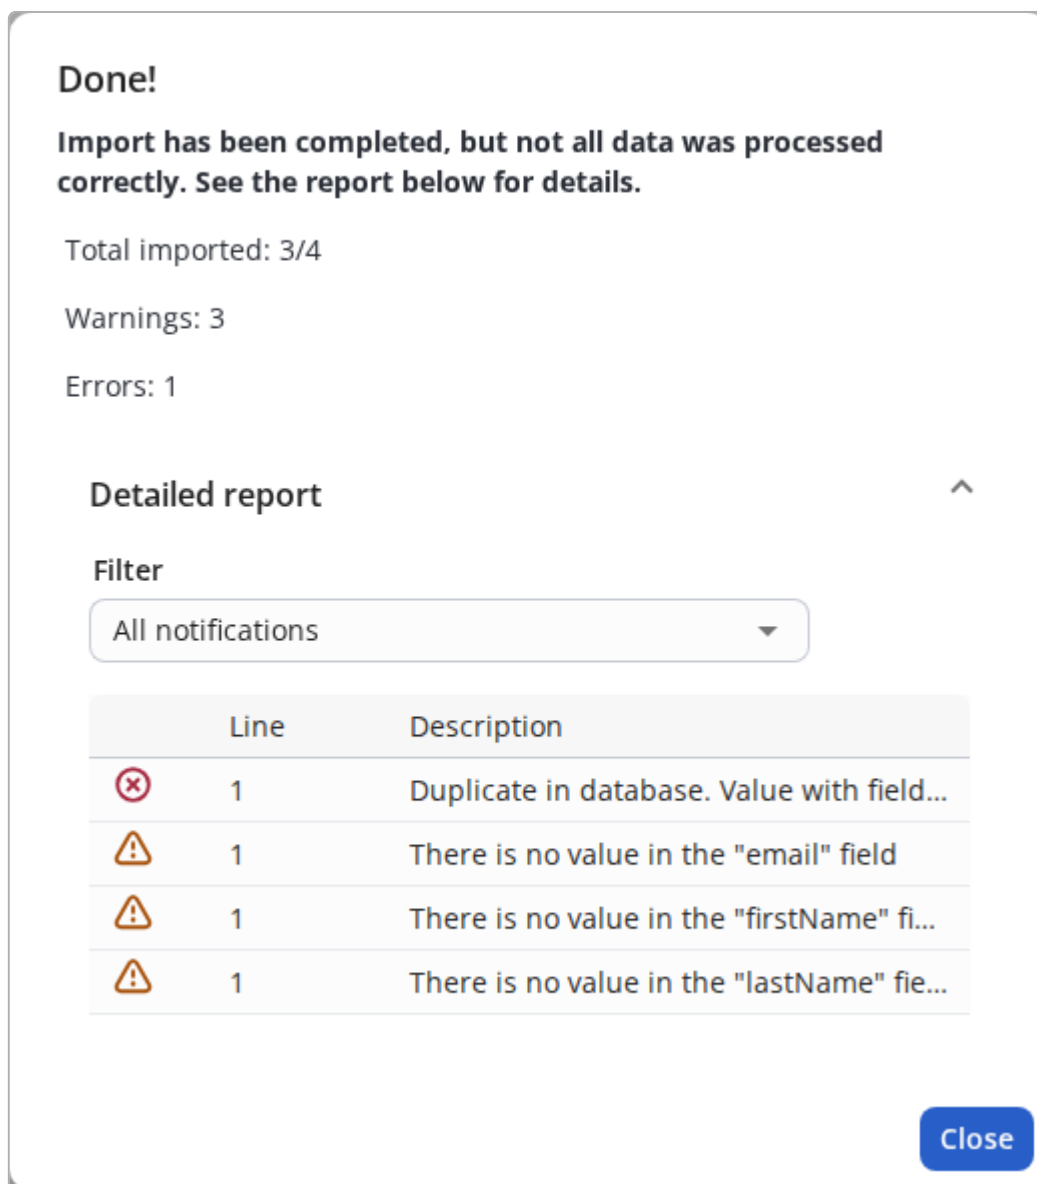 Done!
Import has been completed, but not all data was processed
correctly. See the report below for details.
Total imported: 3/4
Warnings: 3
Errors: 1
Detailed report
Filter
All notifications
Line Description
1 Duplicate in database. Value with field...
1 There is no value in the "email" field
1 There is no value in the "firstName" fi...
1 There is no value in the "lastName" fie...
Close